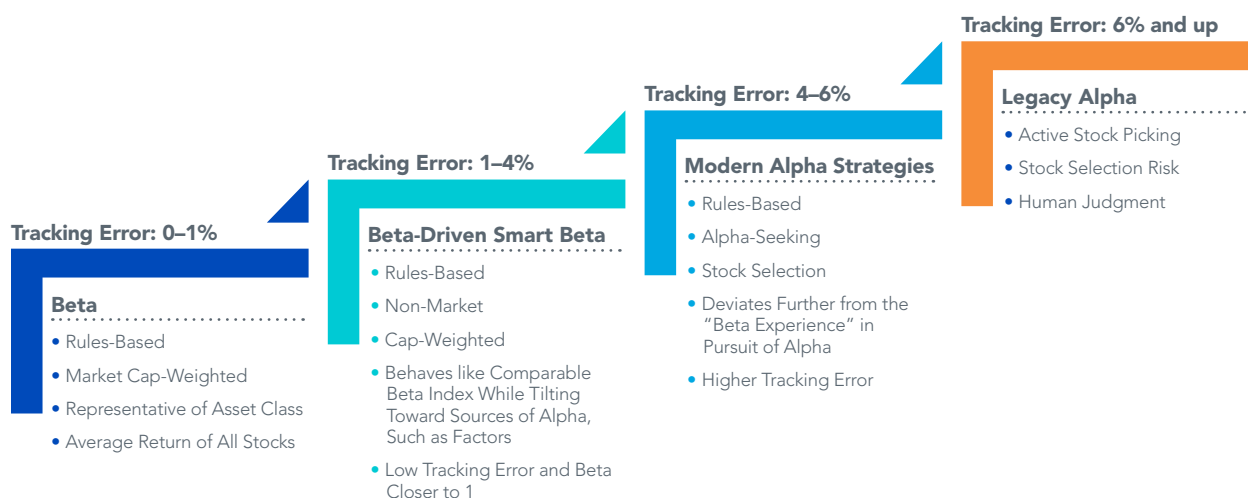 Tracking Error: 0–1%
Beta
• Rules-Based
• Market Cap-Weighted
• Representative of Asset Class
• Average Return of All Stocks
Tracking Error: 1–4%
Beta-Driven Smart Beta
• Rules-Based
• Non-Market
• Cap-Weighted
• Behaves like Comparable
Beta Index While Tilting
Toward Sources of Alpha,
Such as Factors
• Low Tracking Error and Beta
Closer to 1
Tracking Error: 4–6%
Modern Alpha Strategies
• Rules-Based
• Alpha-Seeking
• Stock Selection
• Deviates Further from the
“Beta Experience” in
Pursuit of Alpha
• Higher Tracking Error
Tracking Error: 6% and up
Legacy Alpha
• Active Stock Picking
• Stock Selection Risk
• Human Judgment